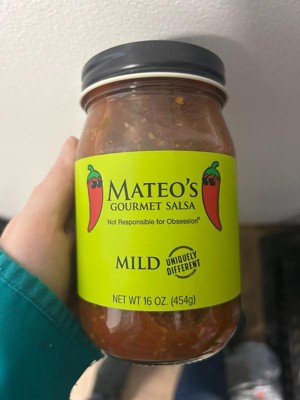 MATEO'S
GOURMET SALSA
Not Responsible for Obsession®
MILD
UNIQUELY
DIFFERENT
NET WT 16 OZ. (454g)